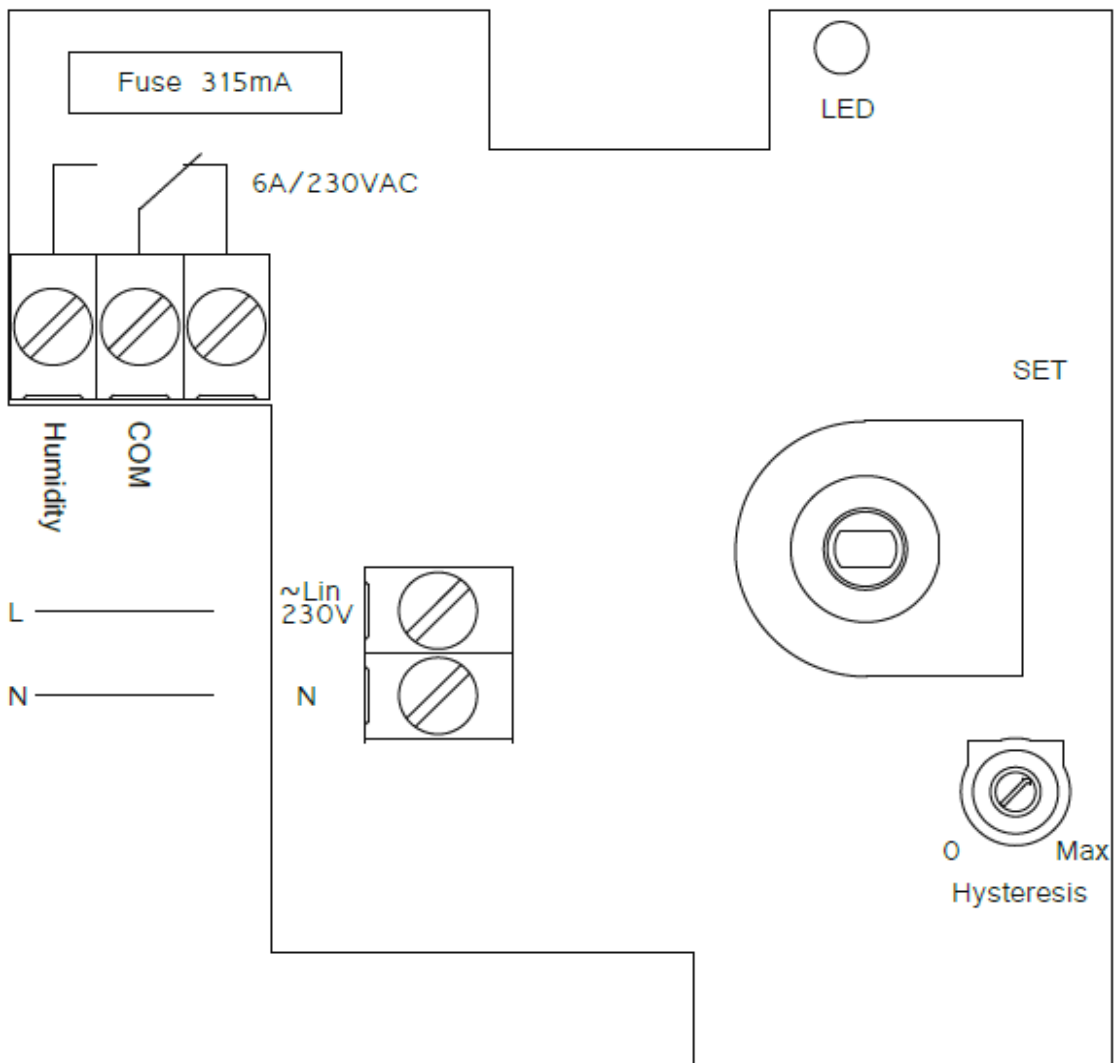 Fuse 315mA
LED
6A/230VAC
SET
Humidity
COM
L
~Lin
230V
N
N
0
Max
Hysteresis